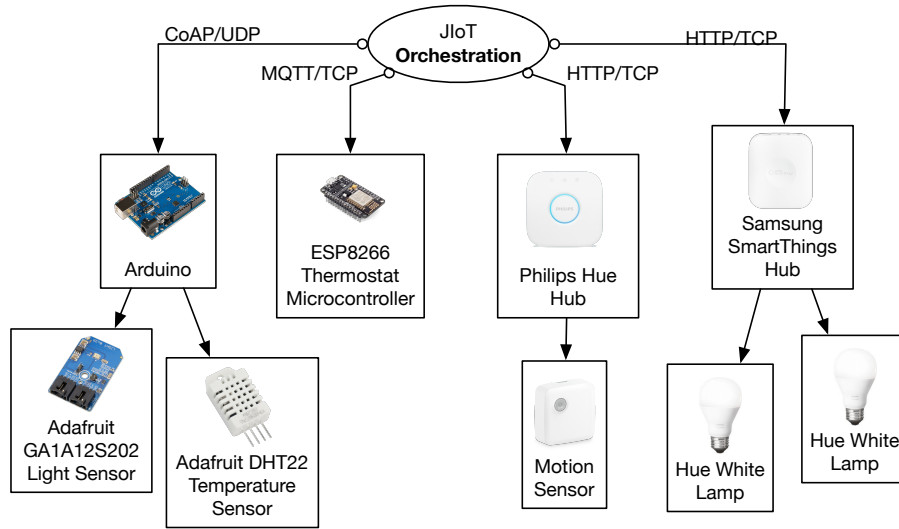 JIoT
Orchestration
CoAP/UDP
MQTT/TCP
HTTP/TCP
HTTP/TCP
Arduino
ESP8266
Thermostat
Microcontroller
PHILIPS
Philips Hue
Hub
Samsung
SmartThings
Hub
Adafruit
GA1A12S202
Light Sensor
Adafruit DHT22
Temperature
Sensor
Motion
Sensor
Hue White
Lamp
Hue White
Lamp